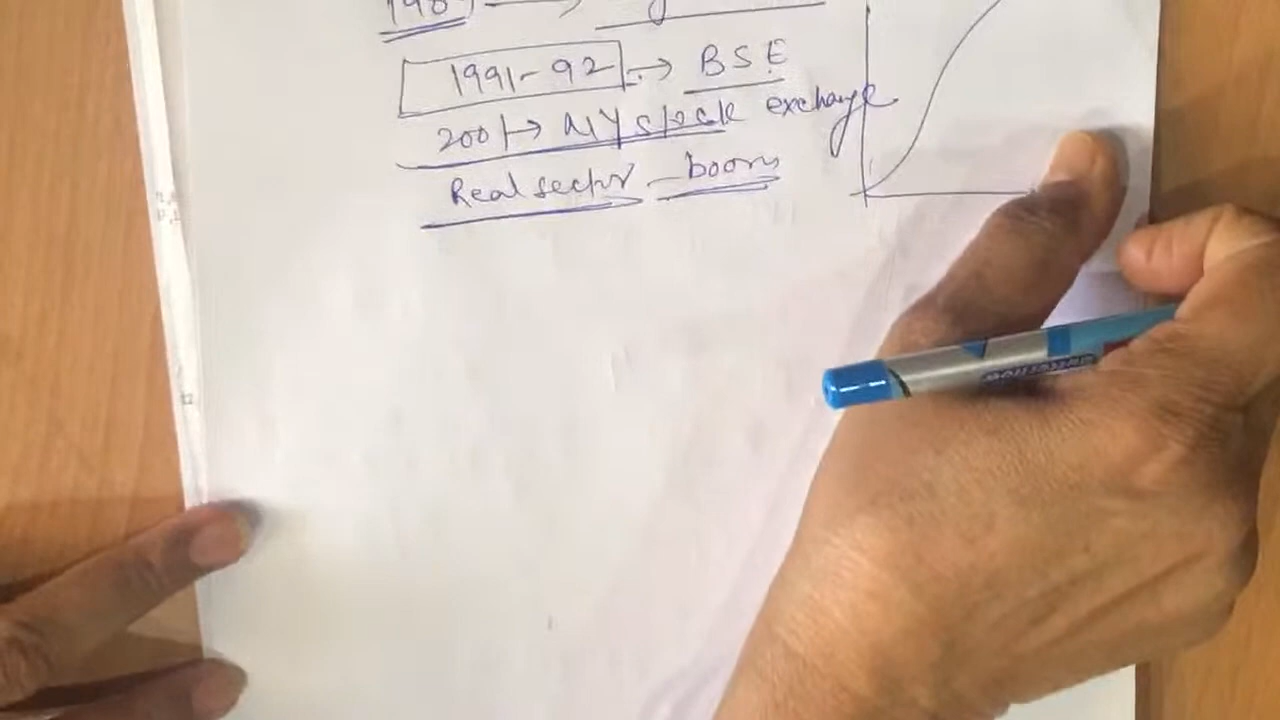 1991-92 → BSE
2001 → NY stock exchange
Real sector boom